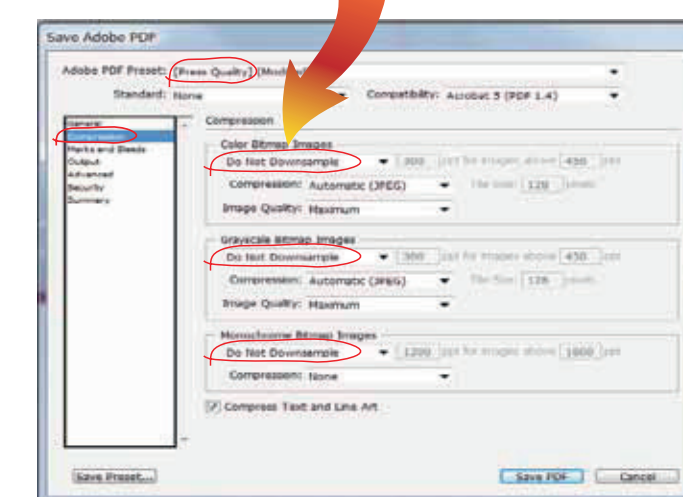 Save Adobe PDF
Adobe PDF Preset: [Press Quality]
Standard: None Compatibility: Acrobat 5 (PDF 1.4)
General
Compression
Marks and Bleeds
Output
Advanced
Security
Summary
Compression
Color Bitmap Images
Do Not Downsample 300 ppi for images above 450 ppi
Compression: Automatic (JPEG) Tile Size: 128 pixels
Image Quality: Maximum
Grayscale Bitmap Images
Do Not Downsample 300 ppi for images above 450 ppi
Compression: Automatic (JPEG) Tile Size: 128 pixels
Image Quality: Maximum
Monochrome Bitmap Images
Do Not Downsample 1200 ppi for images above 1800 ppi
Compression: None
Compress Text and Line Art
Save Preset... Save PDF Cancel